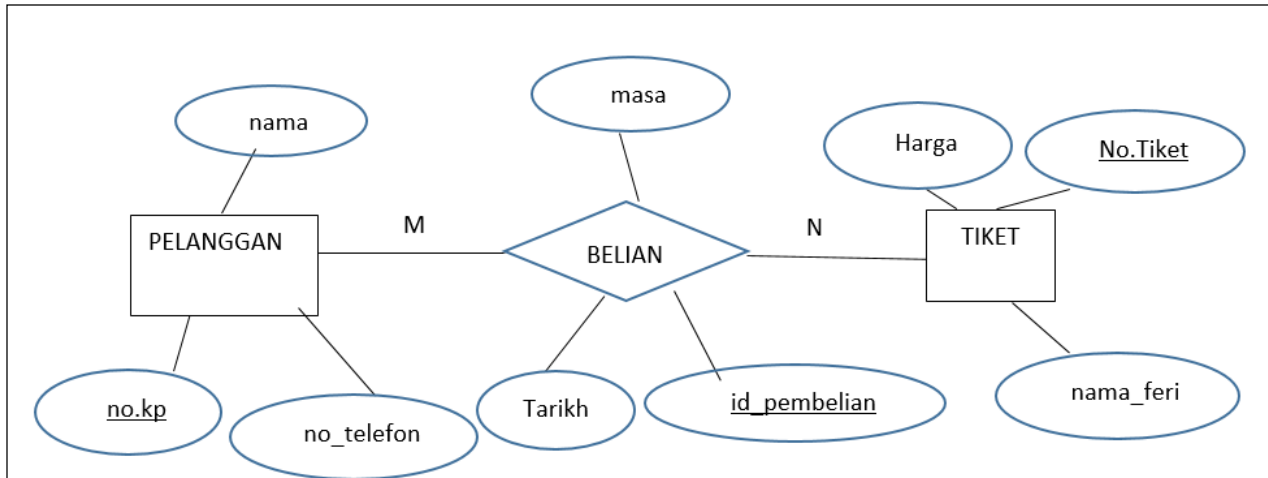 nama
masa
Harga
No.Tiket
PELANGGAN
M
BELIAN
N
TIKET
no.kp
no_telefon
Tarikh
id_pembelian
nama_feri